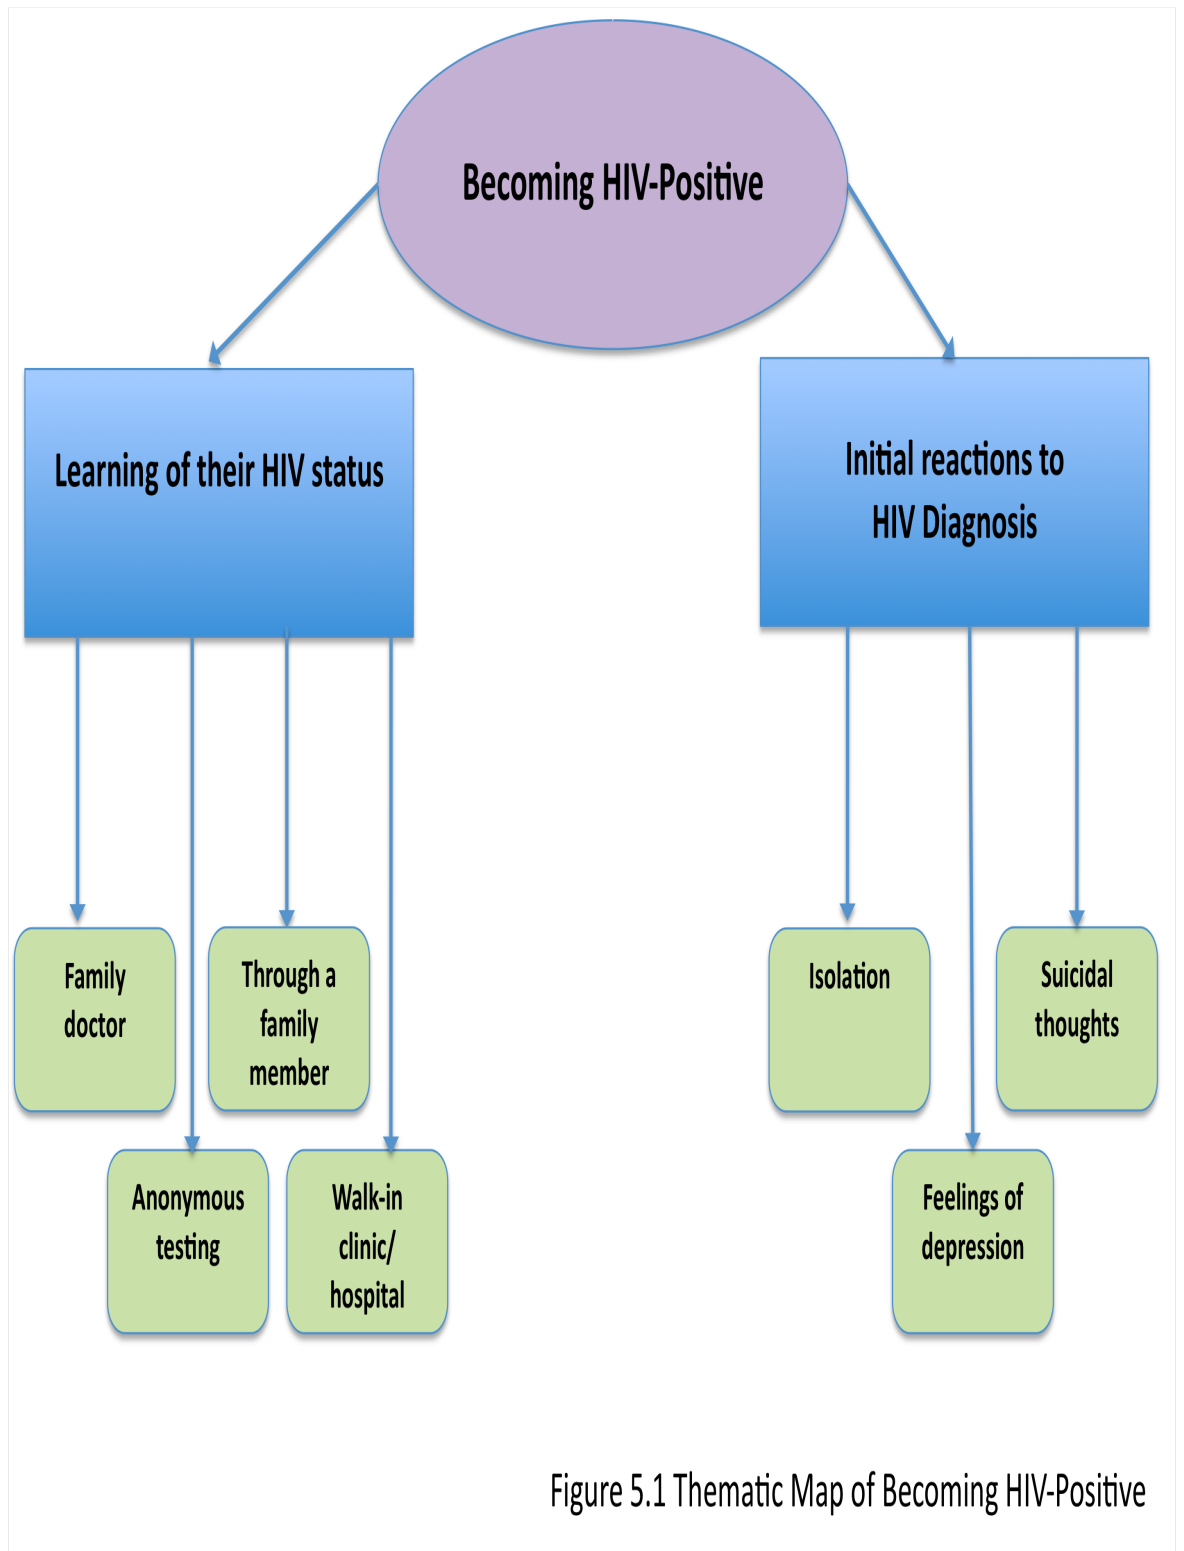 Becoming HIV-Positive
Learning of their HIV status
Initial reactions to
HIV Diagnosis
Family
doctor
Through a
family
member
Isolation
Suicidal
thoughts
Anonymous
testing
Walk-in
clinic/
hospital
Feelings of
depression
Figure 5.1 Thematic Map of Becoming HIV-Positive